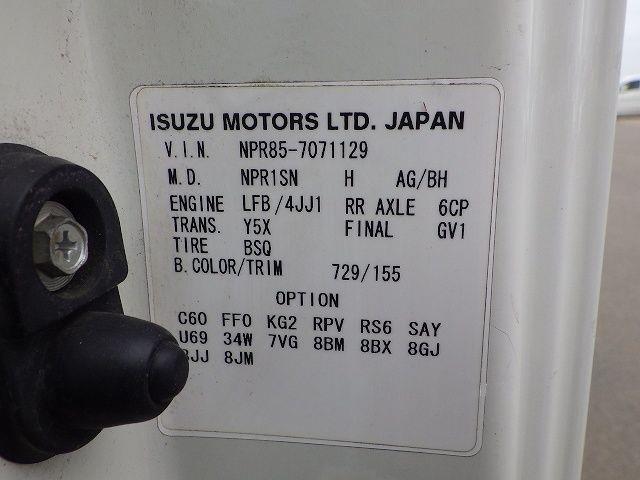 ISUZU MOTORS LTD. JAPAN
V.I.N. NPR85-7071129
M.D. NPR1SN H AG/BH
ENGINE LFB/4JJ1 RR AXLE 6CP
TRANS. Y5X FINAL GV1
TIRE BSQ
B.COLOR/TRIM 729/155
OPTION
C60 FF0 KG2 RPV RS6 SAY
U69 34W 7VG 8BM 8BX 8GJ
8JM